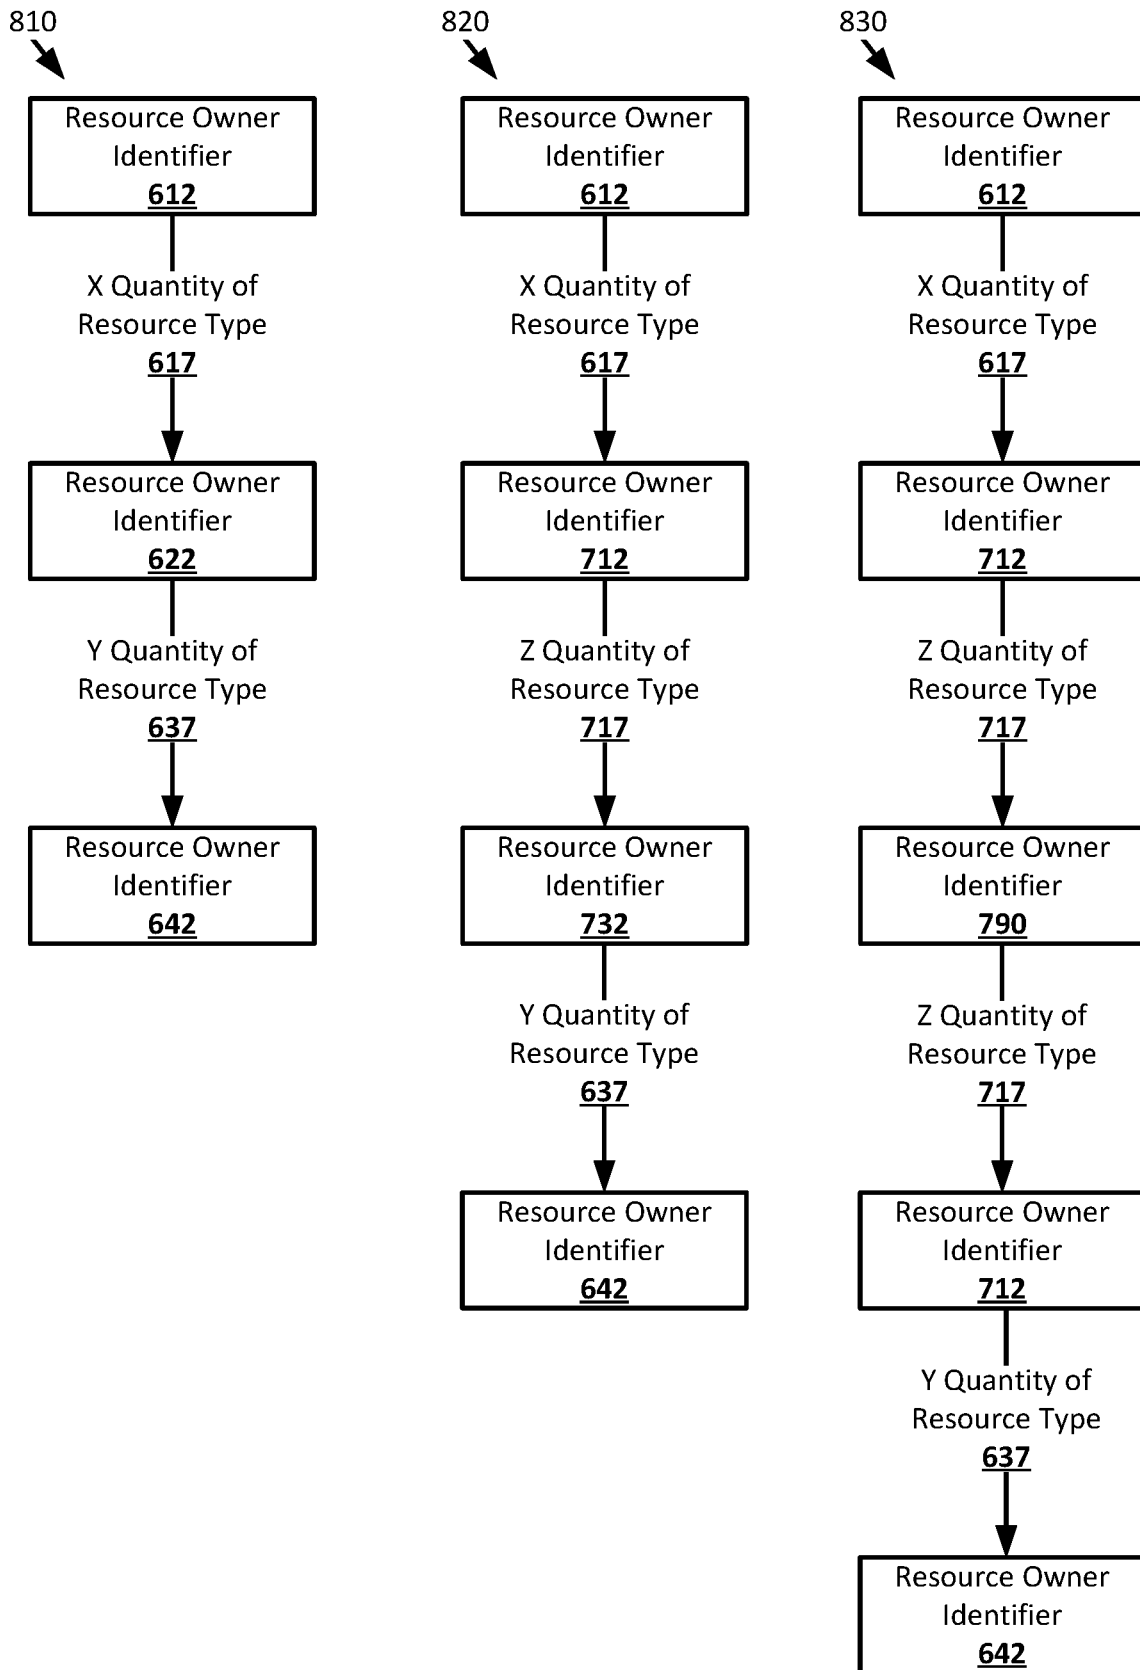 810
Resource Owner
Identifier
612
X Quantity of
Resource Type
617
Resource Owner
Identifier
622
Y Quantity of
Resource Type
637
Resource Owner
Identifier
642
820
Resource Owner
Identifier
612
X Quantity of
Resource Type
617
Resource Owner
Identifier
712
Z Quantity of
Resource Type
717
Resource Owner
Identifier
732
Y Quantity of
Resource Type
637
Resource Owner
Identifier
642
830
Resource Owner
Identifier
612
X Quantity of
Resource Type
617
Resource Owner
Identifier
712
Z Quantity of
Resource Type
717
Resource Owner
Identifier
790
Z Quantity of
Resource Type
717
Resource Owner
Identifier
712
Y Quantity of
Resource Type
637
Resource Owner
Identifier
642